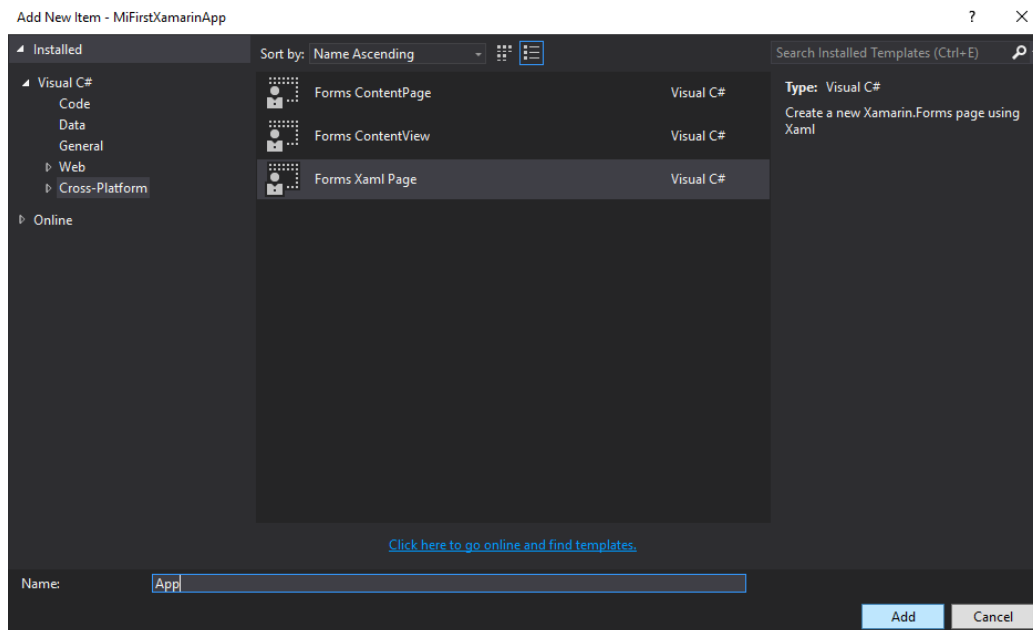 Add New Item - MiFirstXamarinApp
?
Installed
Sort by: Name Ascending
Search Installed Templates (Ctrl+E)
Visual C#
Code
Data
General
Web
Cross-Platform
Online
Forms ContentPage Visual C#
Forms ContentView Visual C#
Forms Xaml Page Visual C#
Type: Visual C#
Create a new Xamarin.Forms page using
Xaml
Click here to go online and find templates.
Name: App
Add Cancel